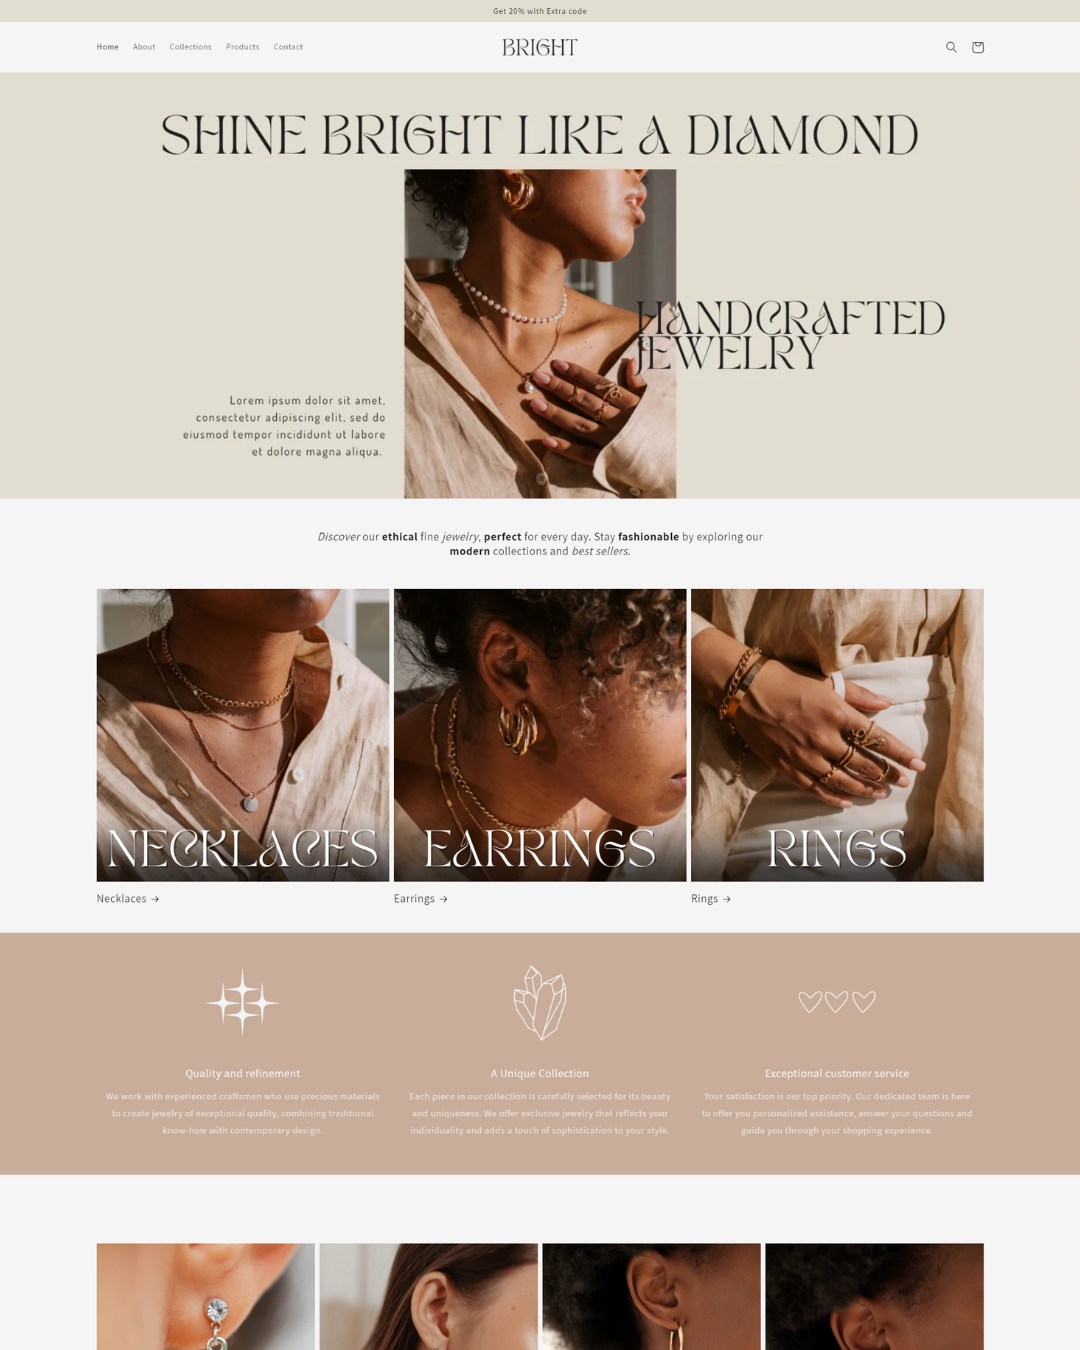 Get 20% with Extra code
Home About Collections Products Contact
BRIGHT
SHINE BRIGHT LIKE A DIAMOND
HANDCRAFTED
JEWELRY
Lorem ipsum dolor sit amet,
consectetur adipiscing elit, sed do
eiusmod tempor incididunt ut labore
et dolore magna aliqua.
Discover our ethical fine jewelry, perfect for every day. Stay fashionable by exploring our
modern collections and best sellers.
NECKLACES
EARRINGS
RINGS
Necklaces →
Earrings →
Rings →
Quality and refinement
We work with experienced craftsmen who use precious materials
to create jewelry of exceptional quality, combining traditional
know-how with contemporary design.
A Unique Collection
Each piece in our collection is carefully selected for its beauty
and uniqueness. We offer exclusive jewelry that reflects your
individuality and adds a touch of sophistication to your style.
Exceptional customer service
Your satisfaction is our top priority. Our dedicated team is here
to offer you personalized assistance, answer your questions and
guide you through your shopping experience.